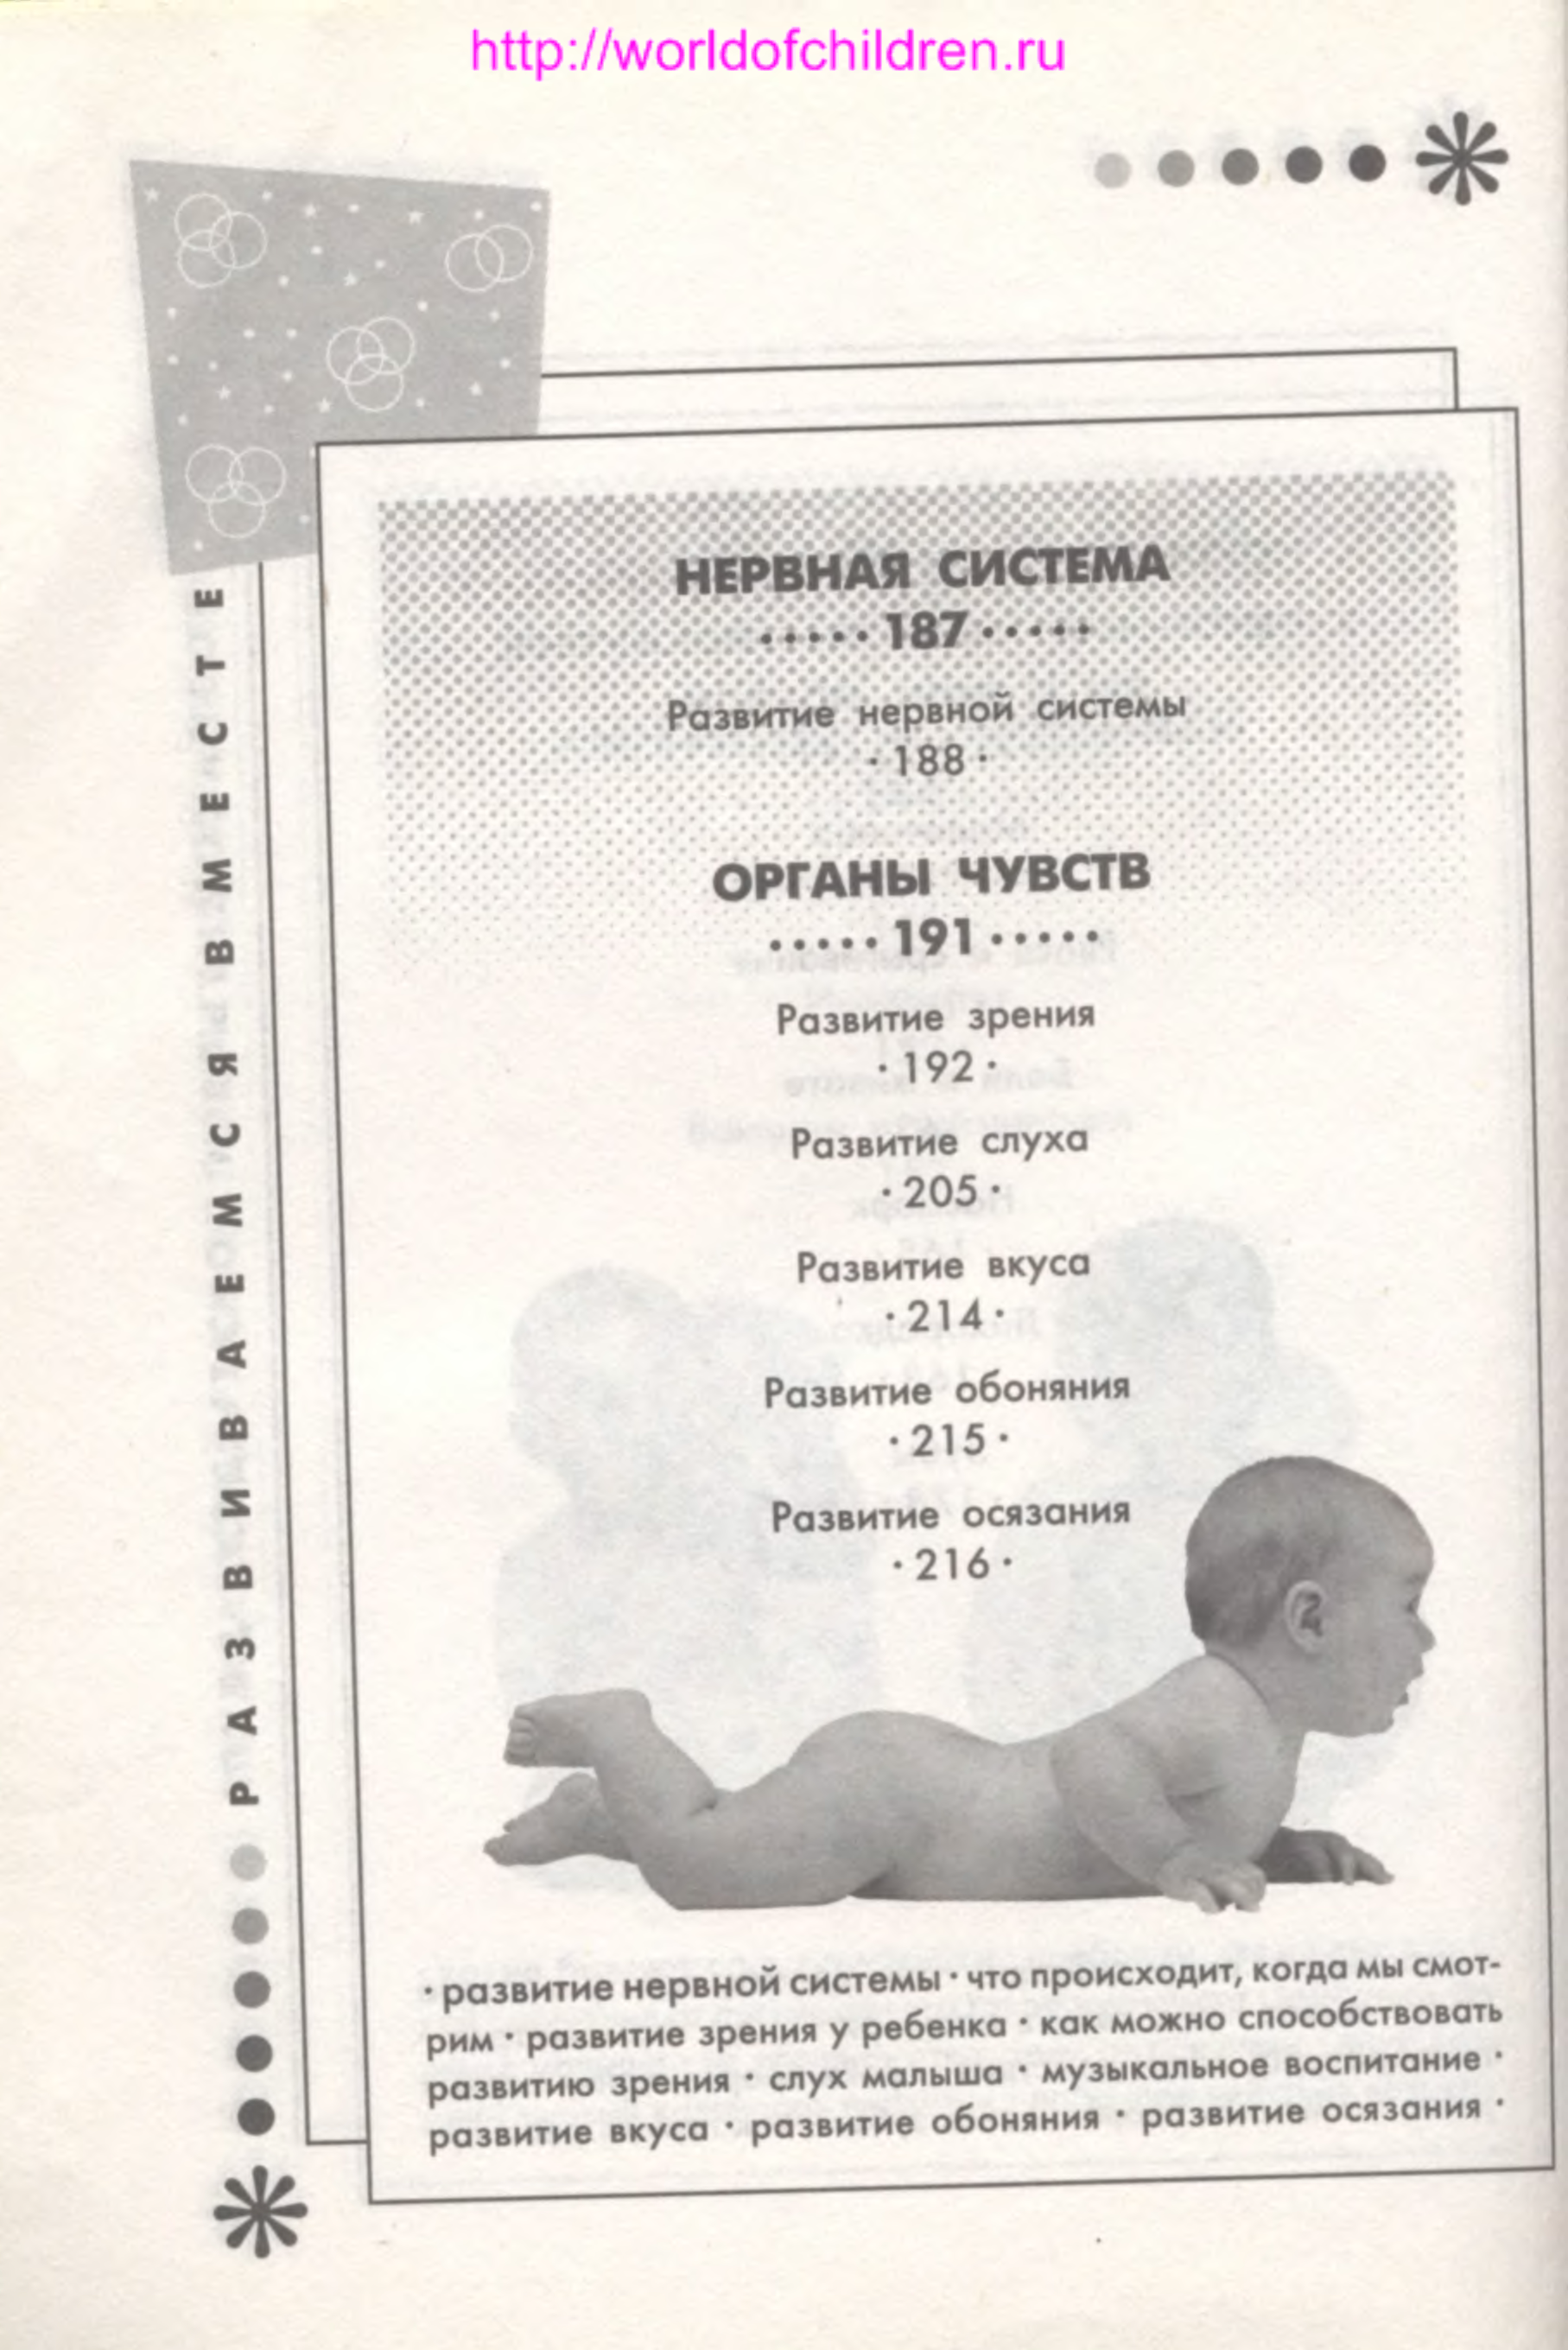 http://worldofchildren.ru
РАЗВИВАЕМСЯ ВМЕСТЕ
НЕРВНАЯ СИСТЕМА
····· 187 ·····
Развитие нервной системы
· 188 ·
ОРГАНЫ ЧУВСТВ
····· 191 ·····
Развитие зрения
· 192 ·
Развитие слуха
· 205 ·
Развитие вкуса
· 214 ·
Развитие обоняния
· 215 ·
Развитие осязания
· 216 ·
· развитие нервной системы · что происходит, когда мы смот-
рим · развитие зрения у ребенка · как можно способствовать
развитию зрения · слух малыша · музыкальное воспитание ·
развитие вкуса · развитие обоняния · развитие осязания ·